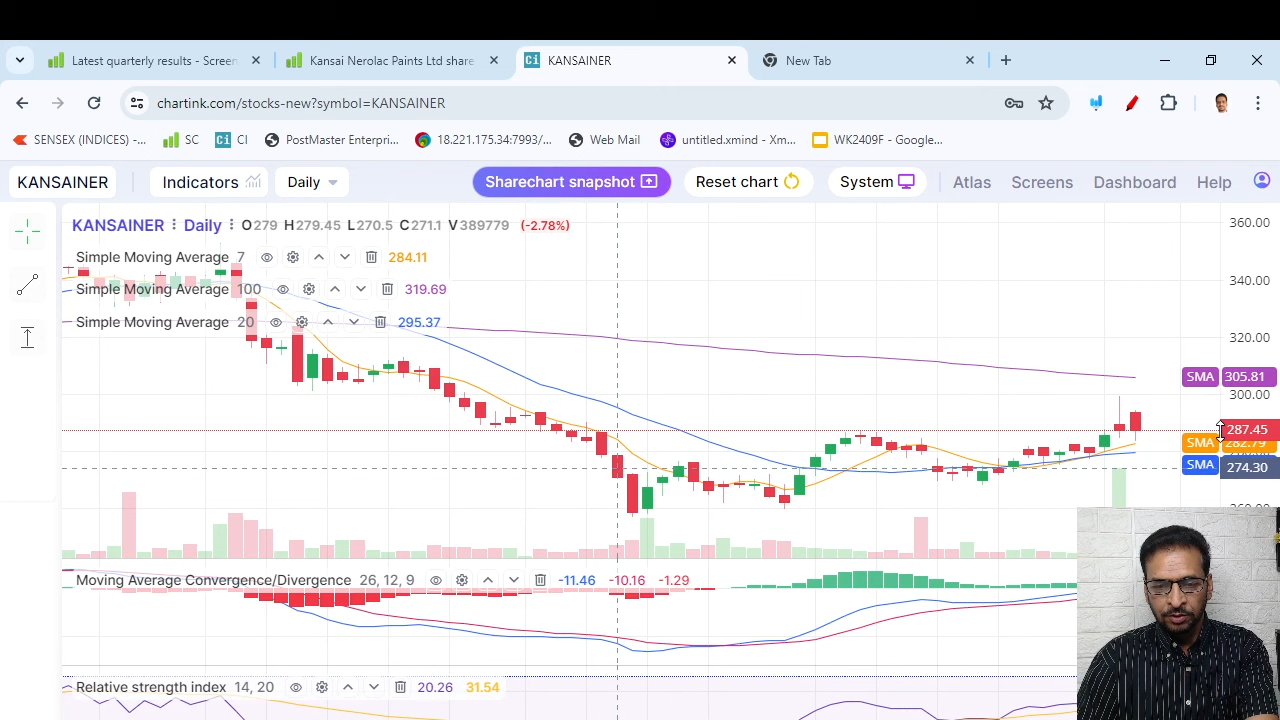 Latest quarterly results - Screen
Kansai Nerolac Paints Ltd share
KANSAINER
New Tab
chartink.com/stocks-new?symbol=KANSAINER
SENSEX (INDICES) -...
SC
CI
PostMaster Enterpri...
18.221.175.34:7993/...
Web Mail
untitled.xmind - Xm...
WK2409F - Google...
KANSAINER
Indicators
Daily
Sharechart snapshot
Reset chart
System
Atlas
Screens
Dashboard
Help
KANSAINER Daily O279 H279.45 L270.5 C271.1 V389779 (-2.78%)
360.00
Simple Moving Average 7 284.11
340.00
Simple Moving Average 100 319.69
Simple Moving Average 20 295.37
320.00
SMA 305.81
300.00
287.45
SMA 282.79
SMA 274.30
Moving Average Convergence/Divergence 26, 12, 9 -11.46 -10.16 -1.29
Relative strength index 14, 20 20.26 31.54